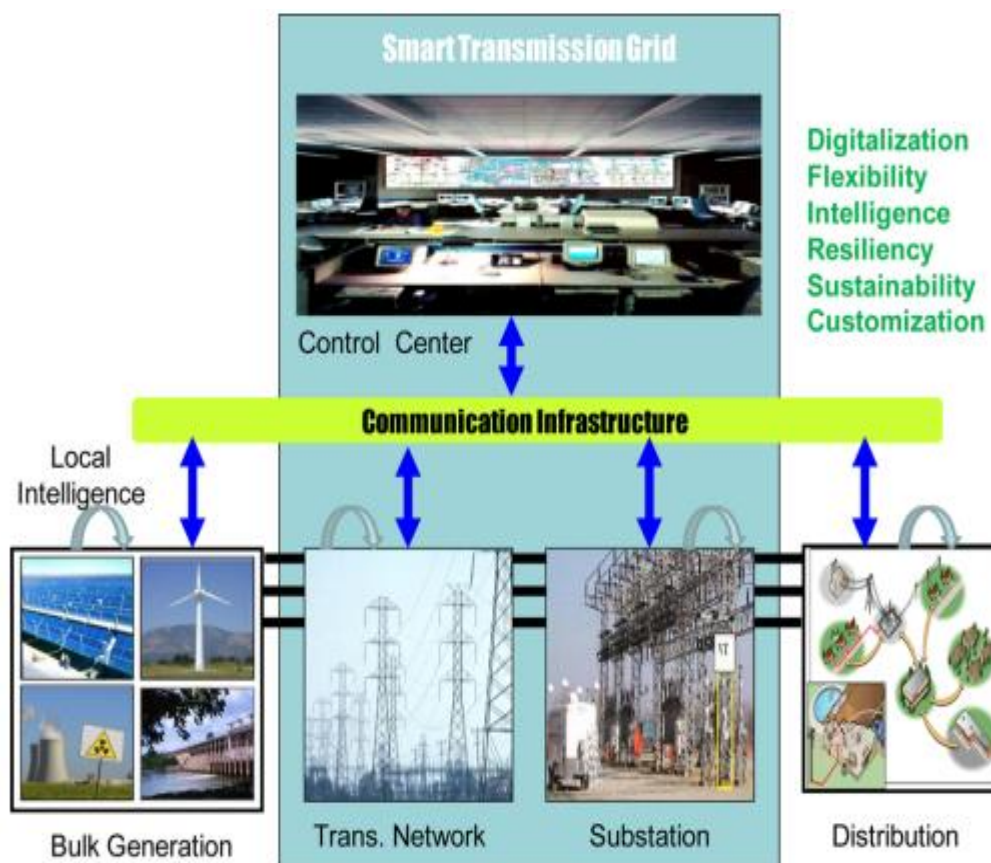 Smart Transmission Grid
Digitalization
Flexibility
Intelligence
Resiliency
Sustainability
Customization
Control Center
Communication Infrastructure
Local
Intelligence
Bulk Generation
Trans. Network
Substation
Distribution